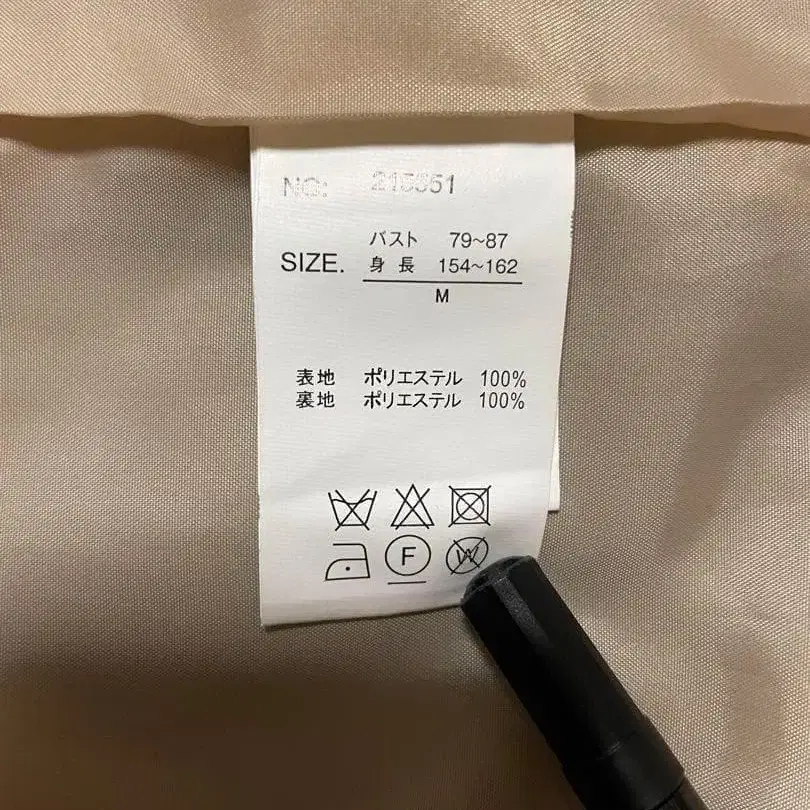 NO: 215551
バスト 79~87
SIZE. 身長 154~162
M
表地 ポリエステル 100%
裏地 ポリエステル 100%
F W